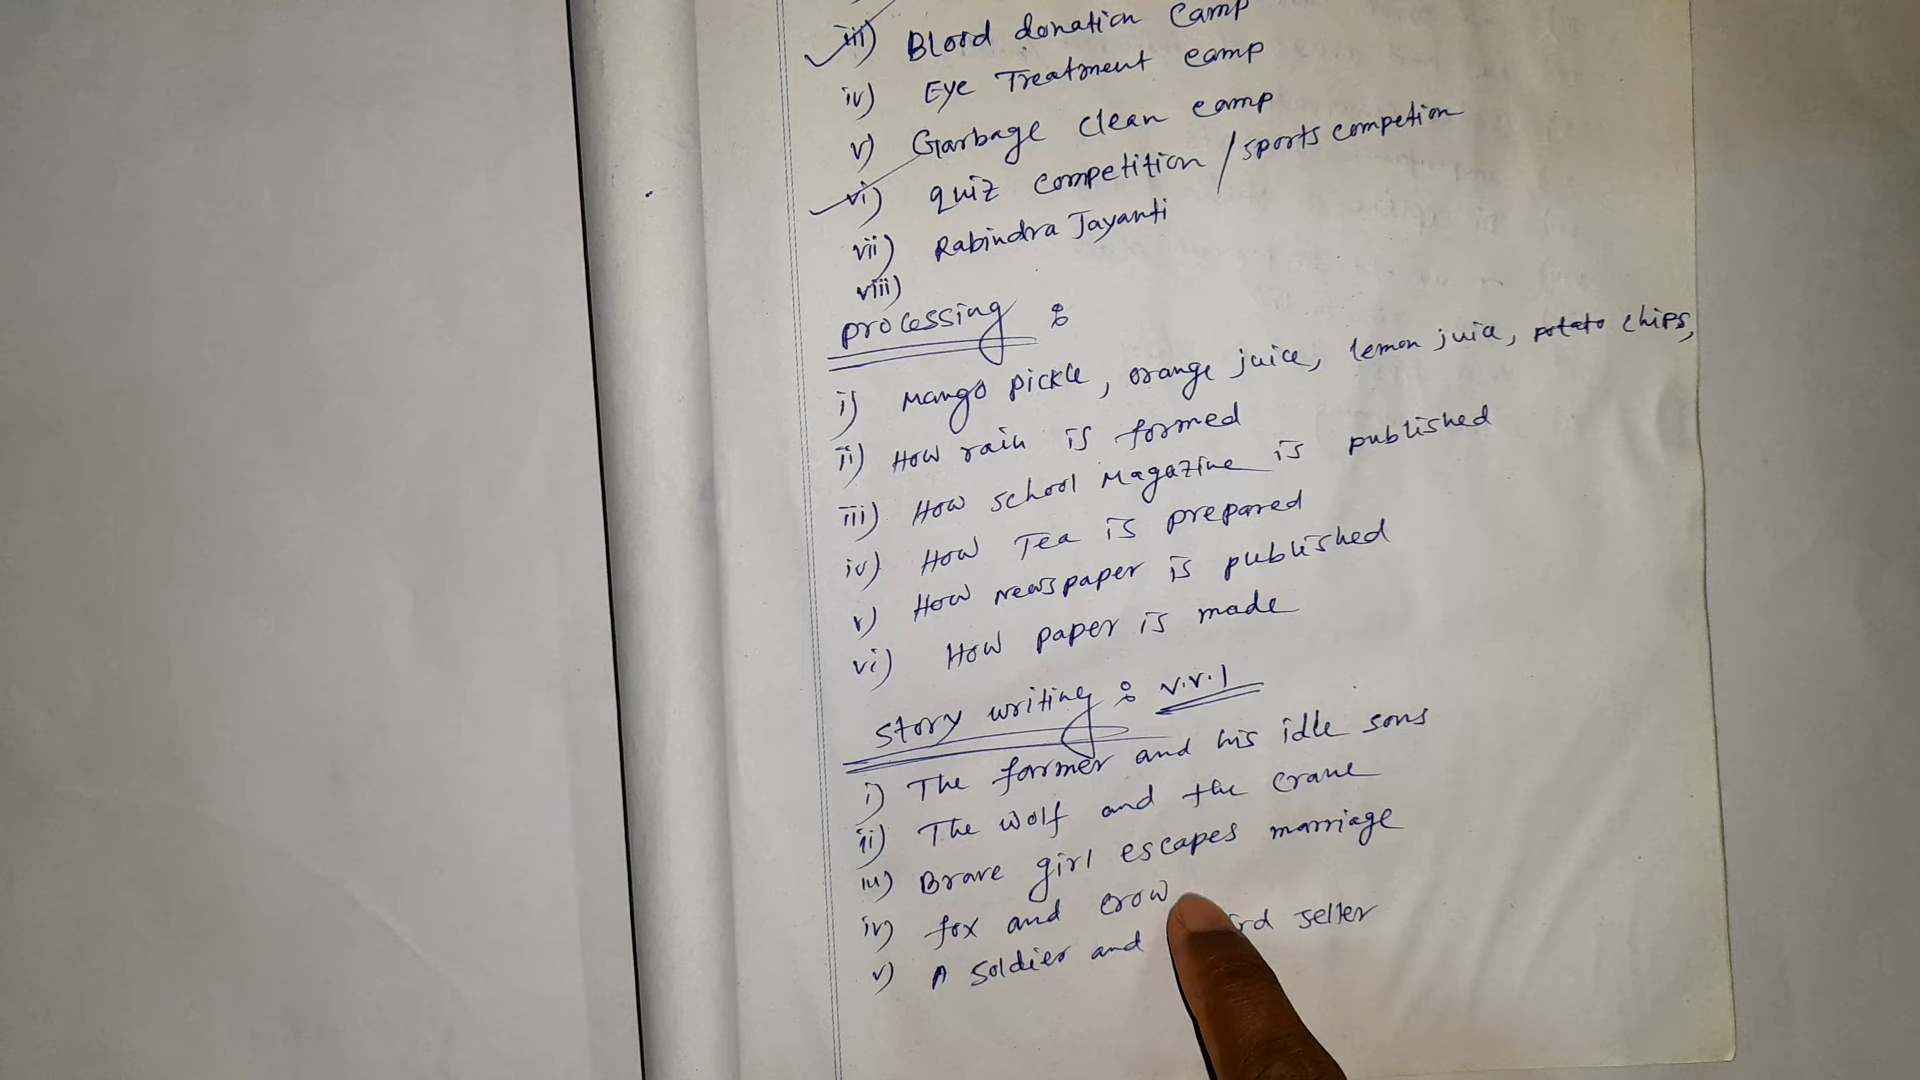 iii) Blood donation camp
iv) Eye Treatment camp
v) Garbage clean camp
vi) quiz competition / sports competion
vii) Rabindra Jayanti
viii)
processing :
i) Mango pickle, orange juice, lemon juice, potato chips,
ii) How rain is formed
iii) How school Magazine is published
iv) How Tea is prepared
v) How newspaper is published
vi) How paper is made
story writing : v.v.I
i) The farmer and his idle sons
ii) The wolf and the crane
iii) Brave girl escapes marriage
iv) fox and crow
v) A soldier and seller